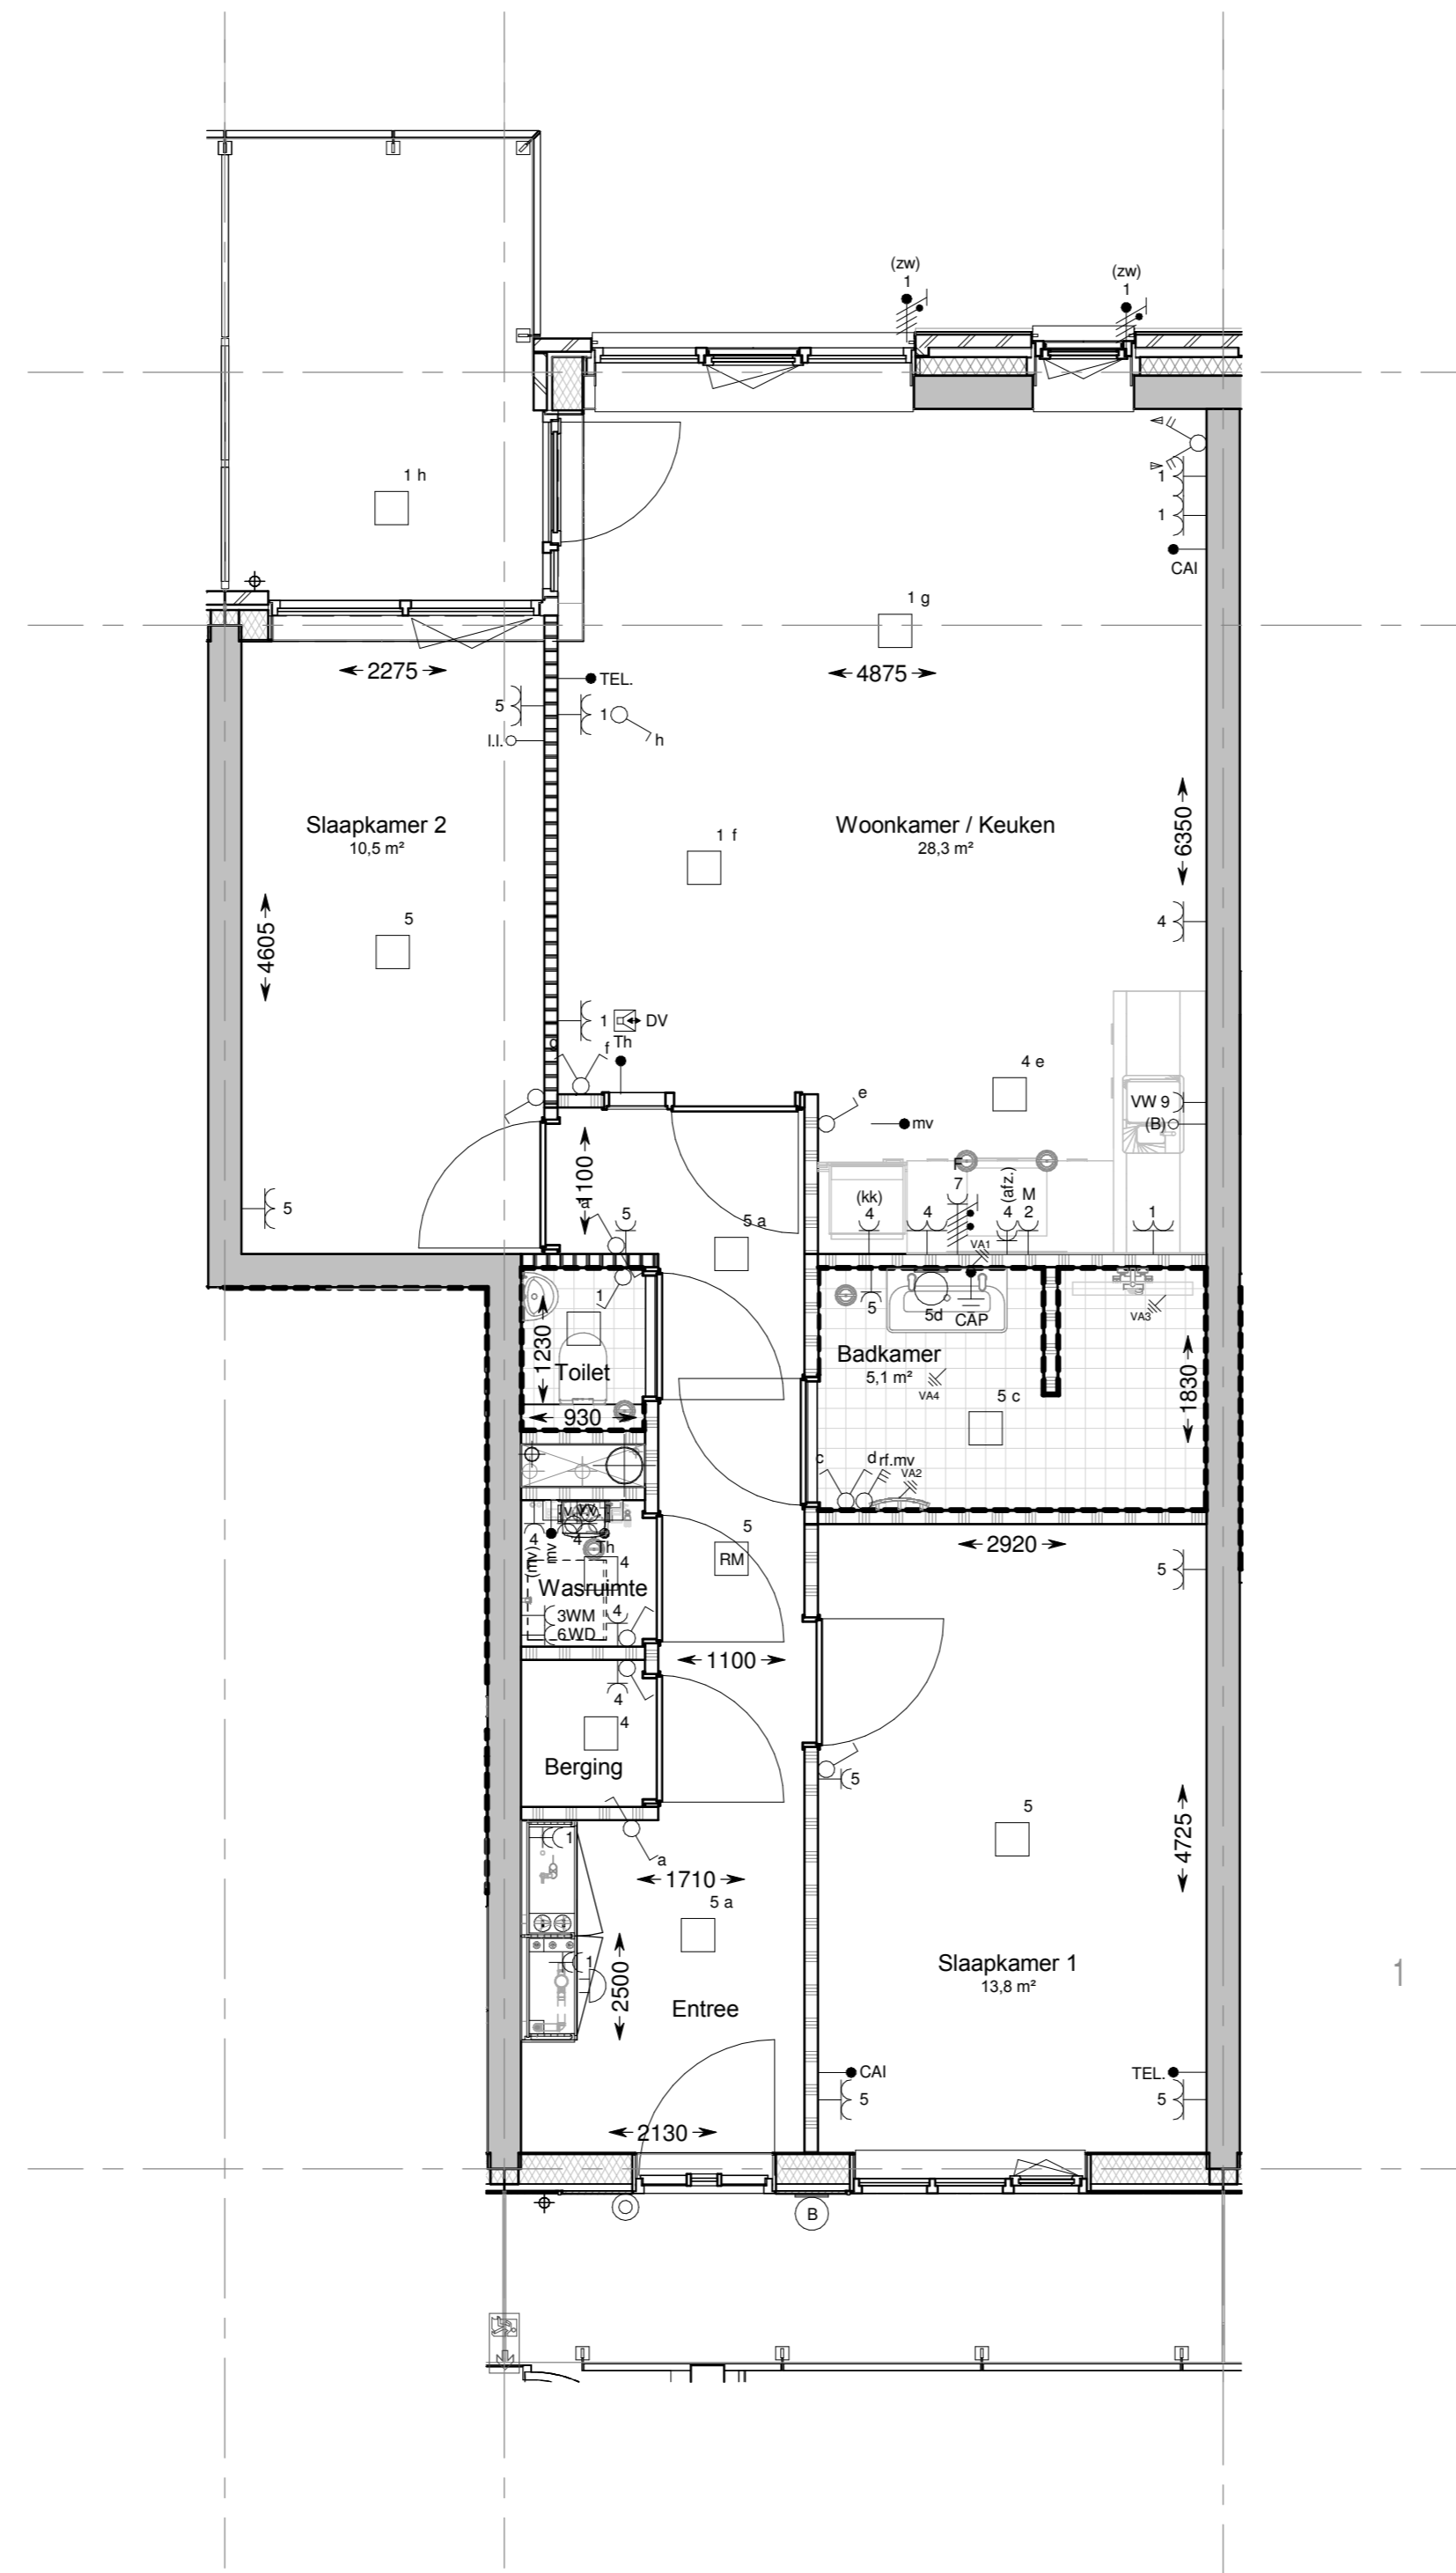 (zw)
1
(zw)
1
1 h
1
1
CAI
1 g
2275
4875
TEL.
5
1
h
I.I.
Slaapkamer 2
10,5 m²
Woonkamer / Keuken
28,3 m²
1 f
6350
5
4
4605
1
DV
f
Th
4 e
e
mv
VW 9
(B)
1100
a
5
5 a
5
(kk)
4
4
F
7
(afz.)
4
M
2
1
VA1
1
5
5d
CAP
VA3
1230
Toilet
930
Badkamer
5,1 m²
VA4
1830
5 c
c
d
rf.mv
VA2
4
(mv)
mv
4
Th
4
5
RM
2920
5
Wasruimte
3WM
6WD
4
1100
4
4
Berging
5
a
1
1710
5 a
5
4725
1
2500
Entree
Slaapkamer 1
13,8 m²
1
CAI
5
TEL.
5
2130
B